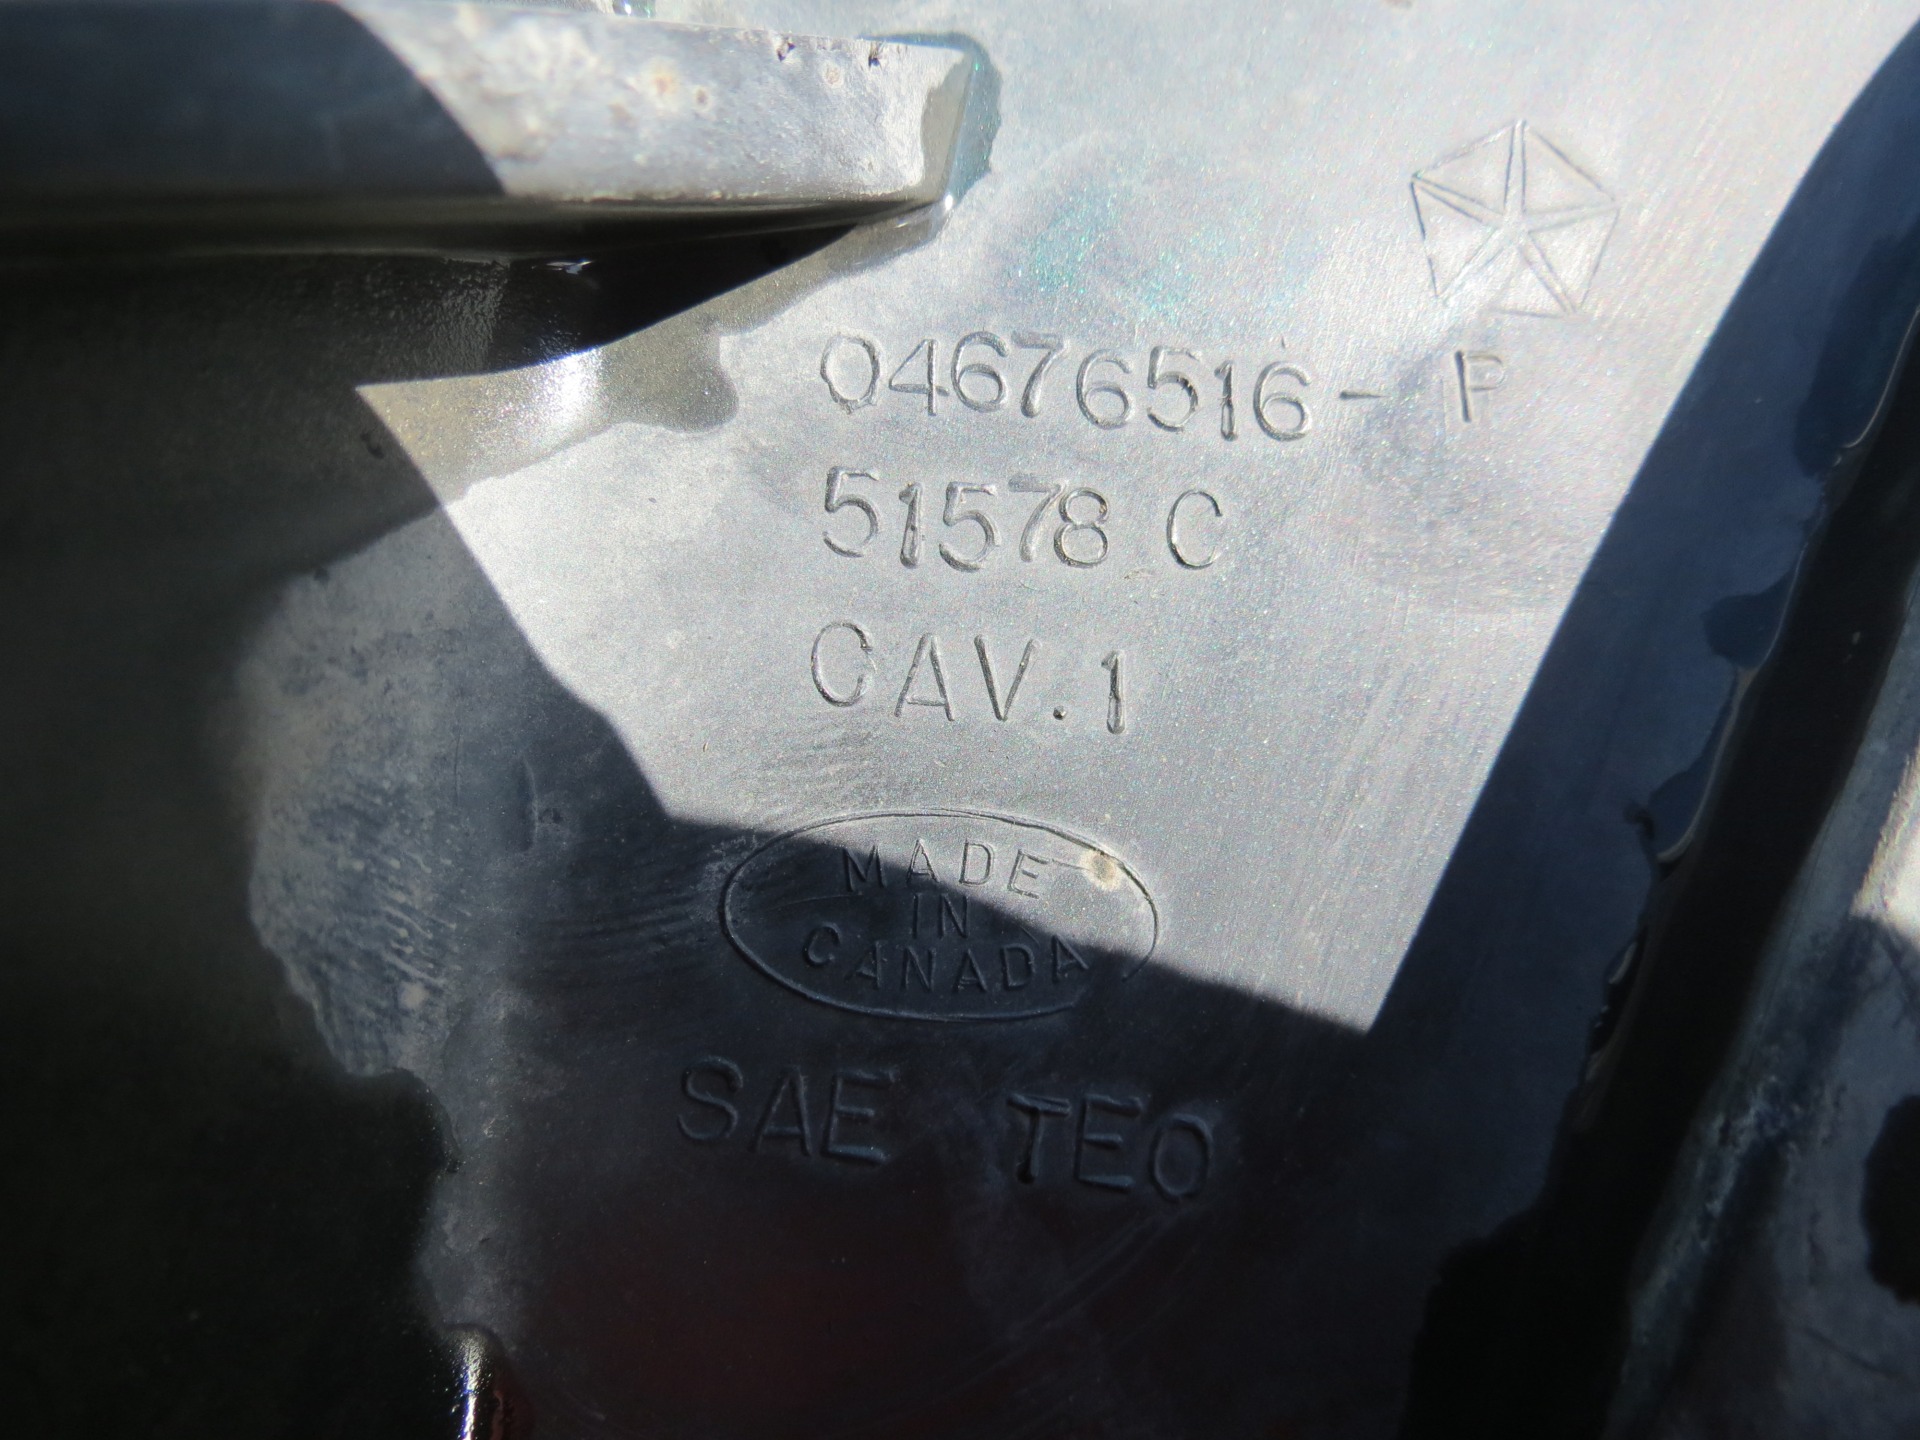 04676516- P
51578 C
CAV.1
MADE
IN
CANADA
SAE TEO